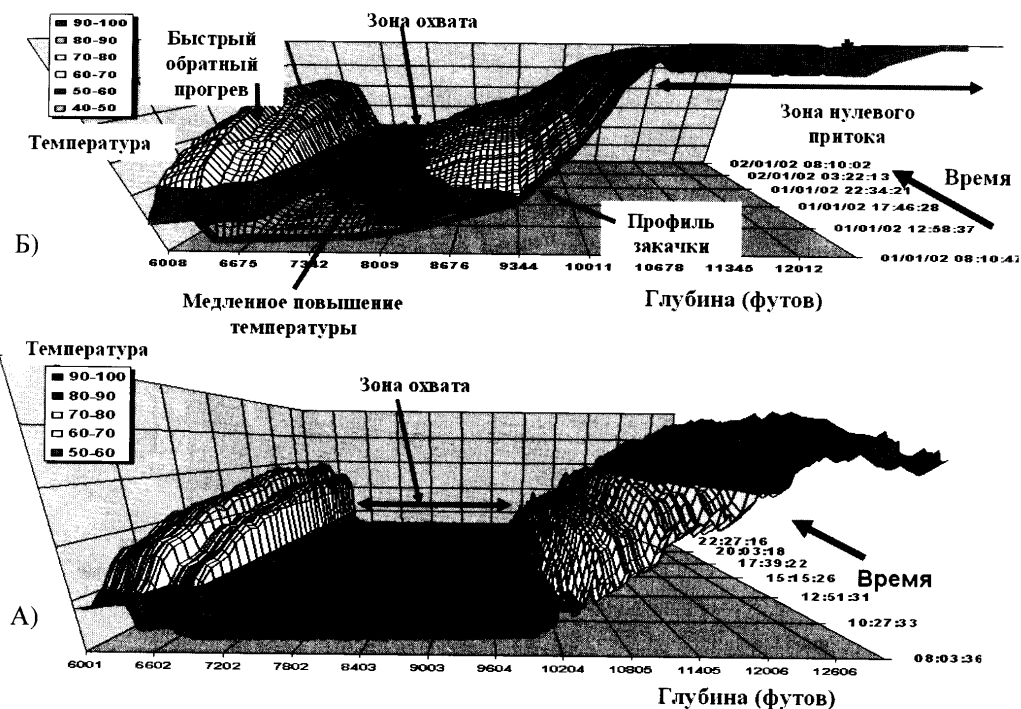 90-100
80-90
70-80
60-70
50-60
40-50
Температура
Быстрый
обратный
прогрев
Зона охвата
Зона нулевого
притока
02/01/02 08:10:02
02/01/02 03:22:13
01/01/02 22:34:21
01/01/02 17:46:28
01/01/02 12:58:37
01/01/02 08:10:47
Время
Профиль
закачки
Б)
6008 6675 7342 8009 8676 9344 10011 10678 11345 12012
Медленное повышение
температуры
Глубина (футов)
Температура
90-100
80-90
70-80
60-70
50-60
Зона охвата
22:27:16
20:03:18
17:39:22
15:15:26
12:51:31
10:27:33
08:03:36
Время
А)
6001 6602 7202 7802 8403 9003 9604 10204 10805 11405 12006 12606
Глубина (футов)